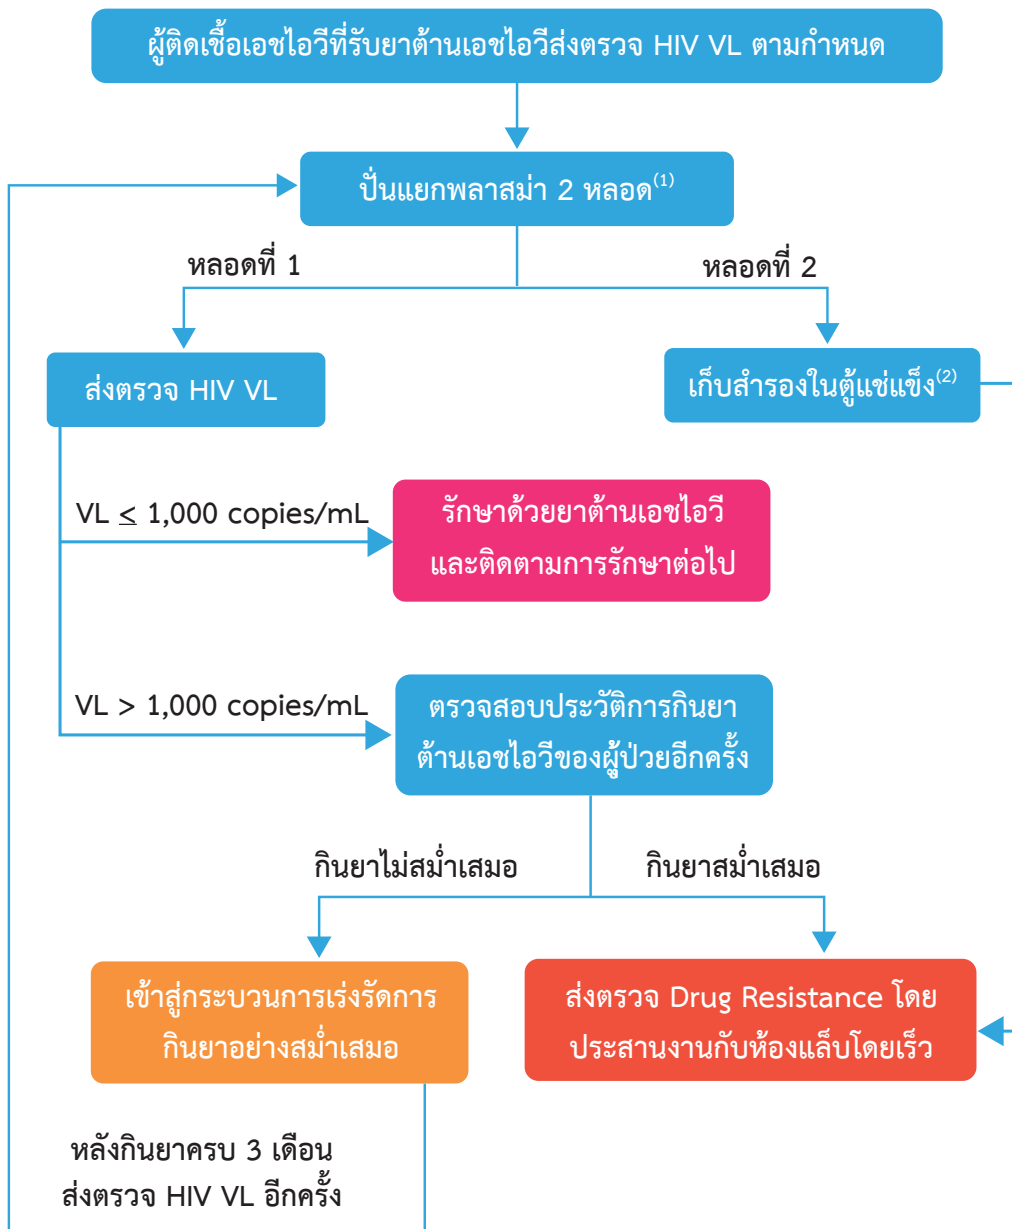 ผู้ติดเชื้อเอชไอวีที่รับยาต้านเอชไอวีส่งตรวจ HIV VL ตามกำหนด
ปั่นแยกพลาสม่า 2 หลอด(1)
หลอดที่ 1
หลอดที่ 2
ส่งตรวจ HIV VL
เก็บสำรองในตู้แช่แข็ง(2)
VL ≤ 1,000 copies/mL
รักษาด้วยยาต้านเอชไอวี
และติดตามการรักษาต่อไป
VL > 1,000 copies/mL
ตรวจสอบประวัติการกินยา
ต้านเอชไอวีของผู้ป่วยอีกครั้ง
กินยาไม่สม่ำเสมอ
กินยาสม่ำเสมอ
เข้าสู่กระบวนการเร่งรัดการ
กินยาอย่างสม่ำเสมอ
ส่งตรวจ Drug Resistance โดย
ประสานงานกับห้องแล็บโดยเร็ว
หลังกินยาครบ 3 เดือน
ส่งตรวจ HIV VL อีกครั้ง